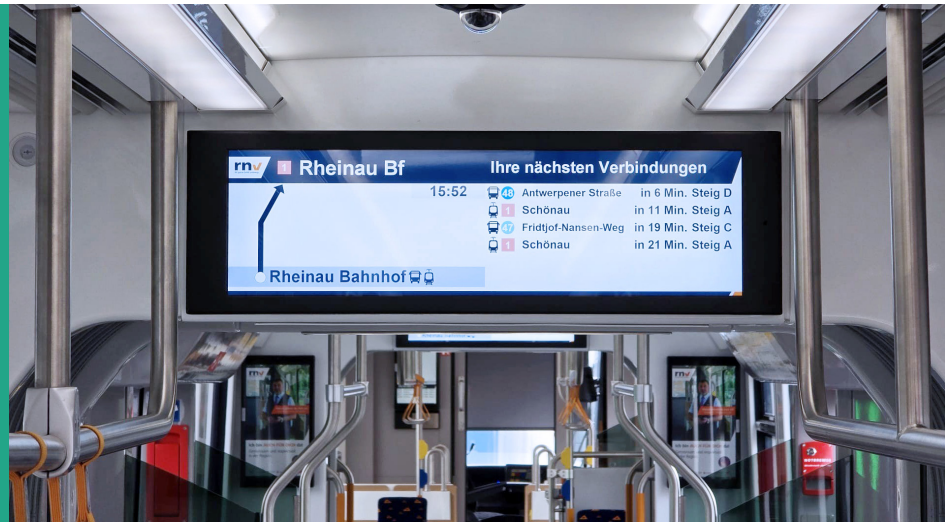 rnv 1 Rheinau Bf
Ihre nächsten Verbindungen
15:52
48 Antwerpener Straße in 6 Min. Steig D
1 Schönau in 11 Min. Steig A
47 Fridtjof-Nansen-Weg in 19 Min. Steig C
1 Schönau in 21 Min. Steig A
Rheinau Bahnhof
rnv
rnv